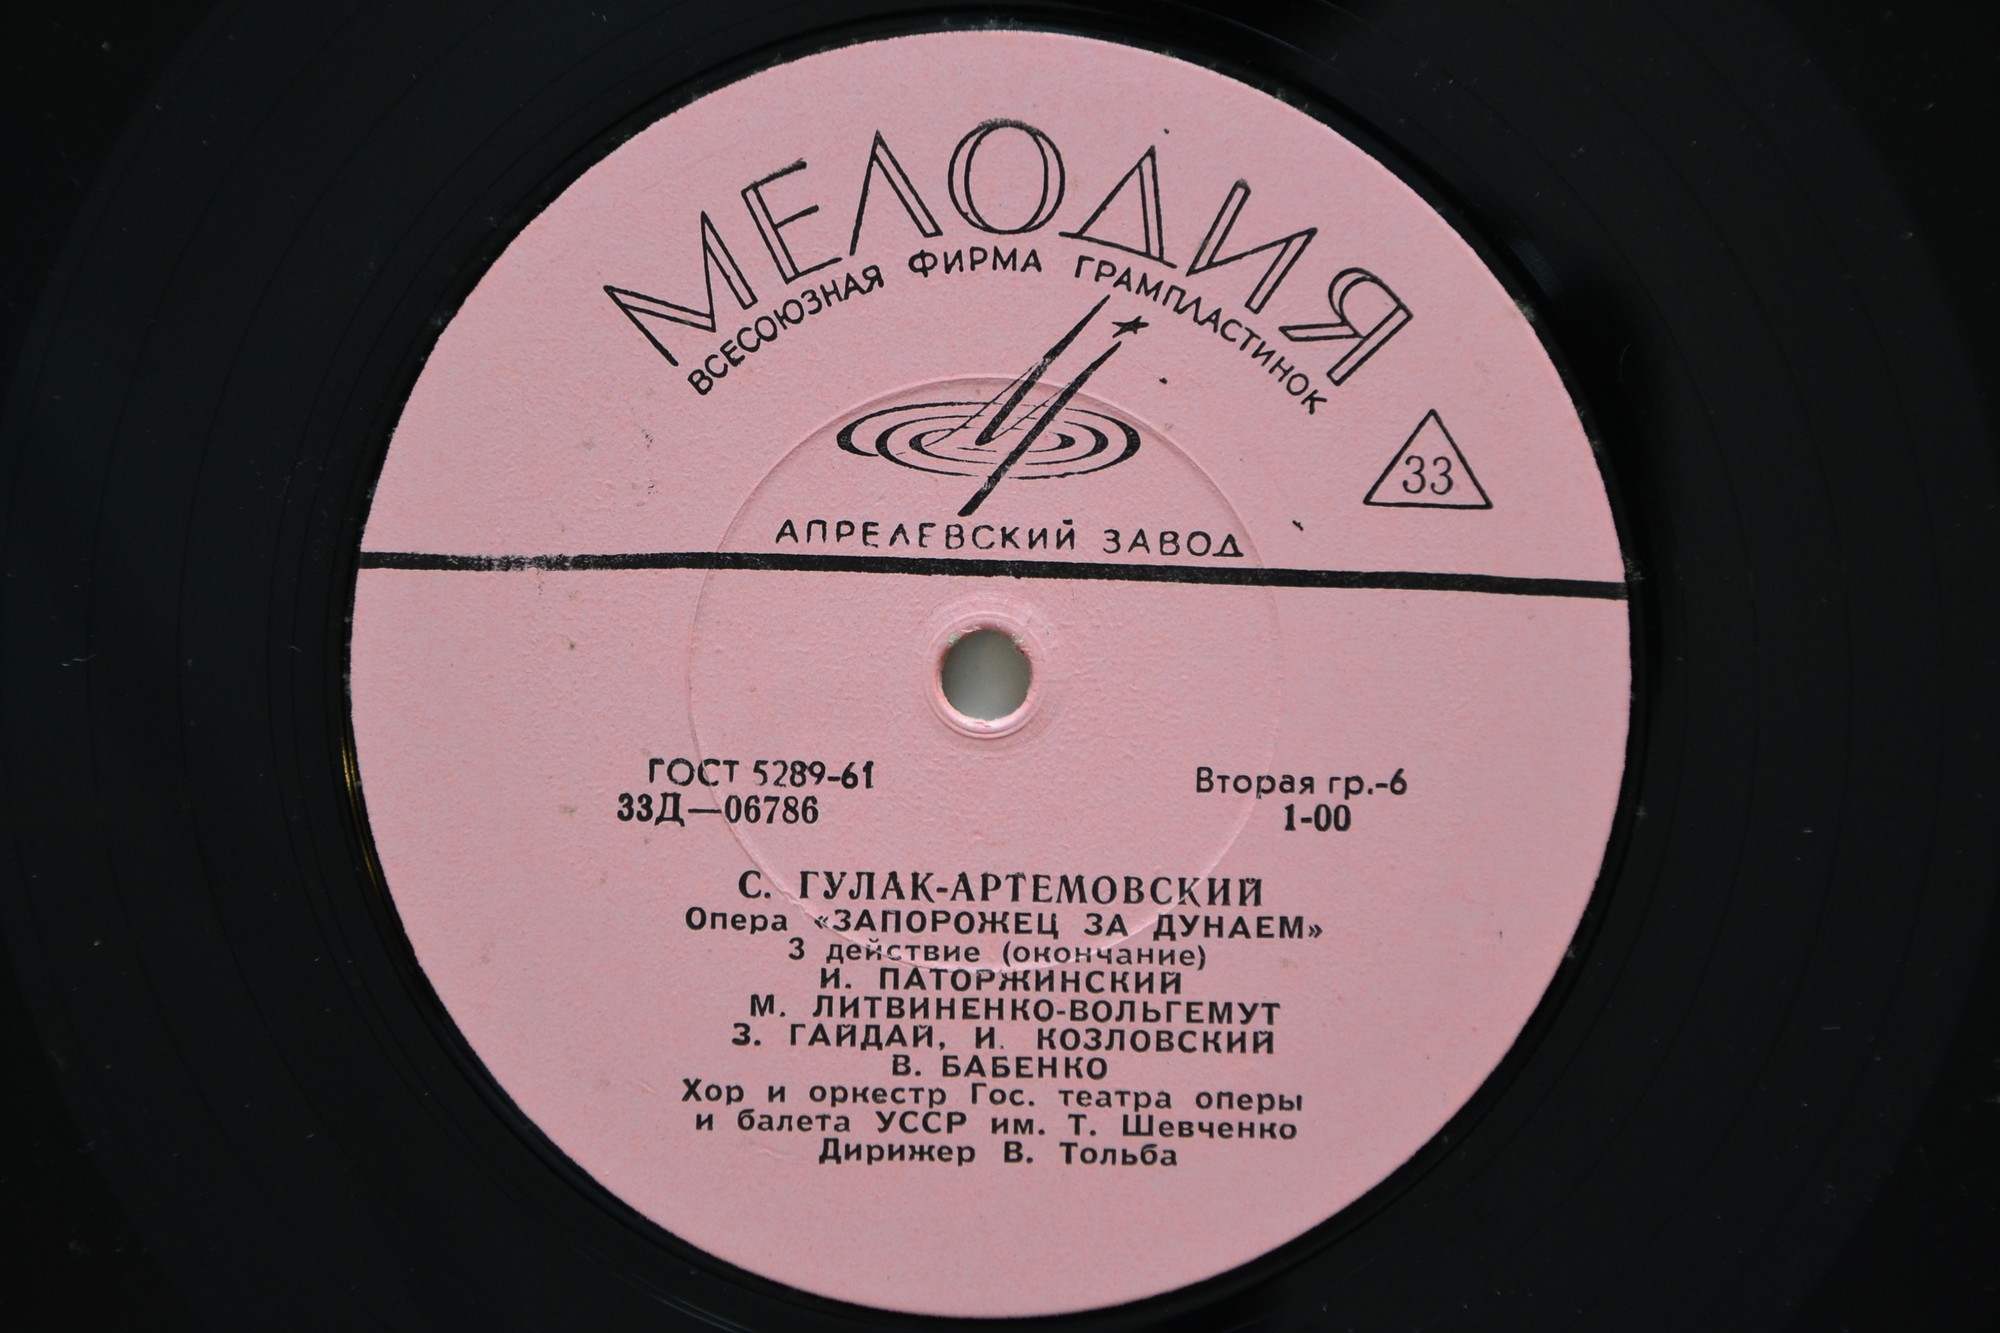 МЕЛОДИЯ
ВСЕСОЮЗНАЯ ФИРМА ГРАМПЛАСТИНОК
33
АПРЕЛЕВСКИЙ ЗАВОД
ГОСТ 5289-61
33Д—06786
Вторая гр.-6
1-00
С. ГУЛАК-АРТЕМОВСКИЙ
Опера «ЗАПОРОЖЕЦ ЗА ДУНАЕМ»
3 действие (окончание)
И. ПАТОРЖИНСКИЙ
М. ЛИТВИНЕНКО-ВОЛЬГЕМУТ
З. ГАЙДАЙ, И. КОЗЛОВСКИЙ
В. БАБЕНКО
Хор и оркестр Гос. театра оперы
и балета УССР им. Т. Шевченко
Дирижер В. Тольба